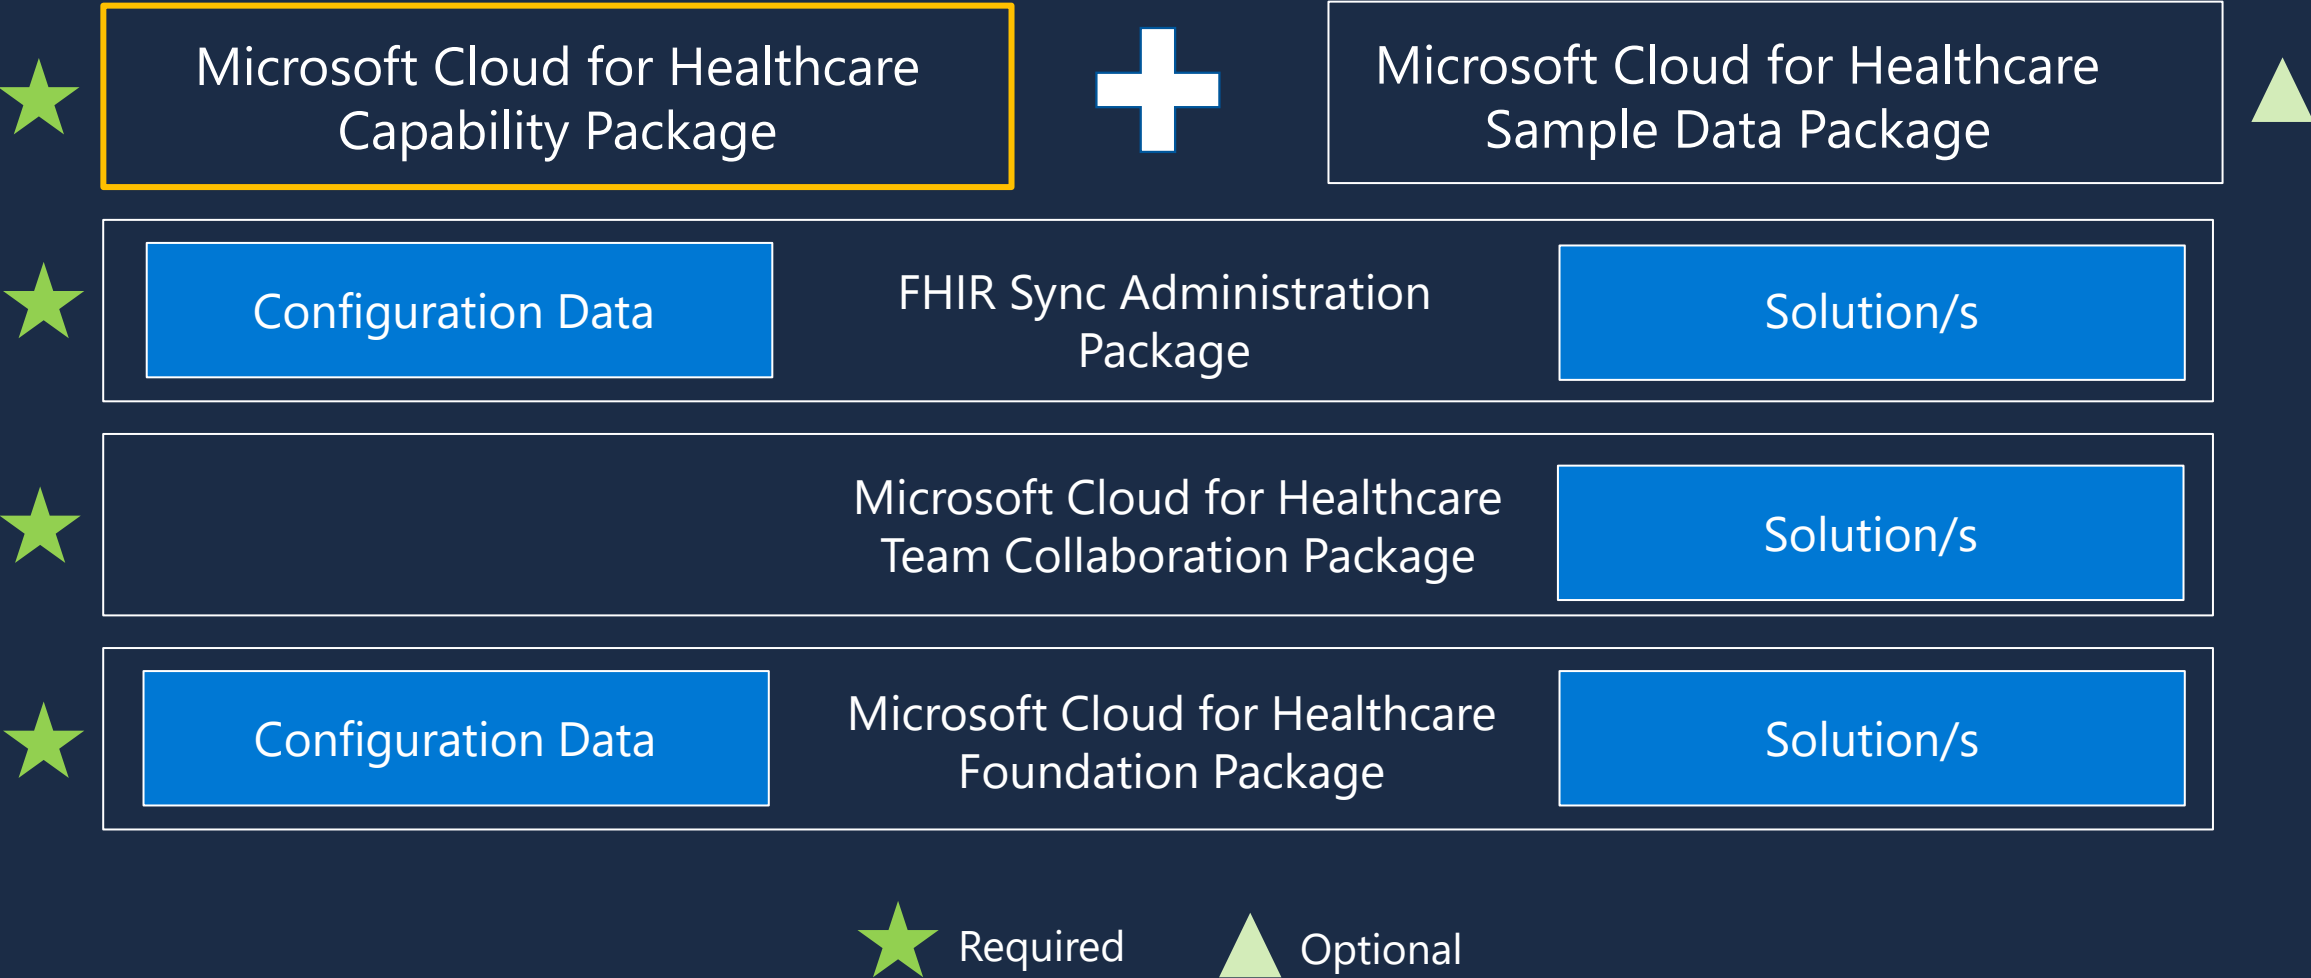 Microsoft Cloud for Healthcare
Capability Package
Microsoft Cloud for Healthcare
Sample Data Package
Configuration Data
FHIR Sync Administration
Package
Solution/s
Microsoft Cloud for Healthcare
Team Collaboration Package
Solution/s
Configuration Data
Microsoft Cloud for Healthcare
Foundation Package
Solution/s
Required
Optional